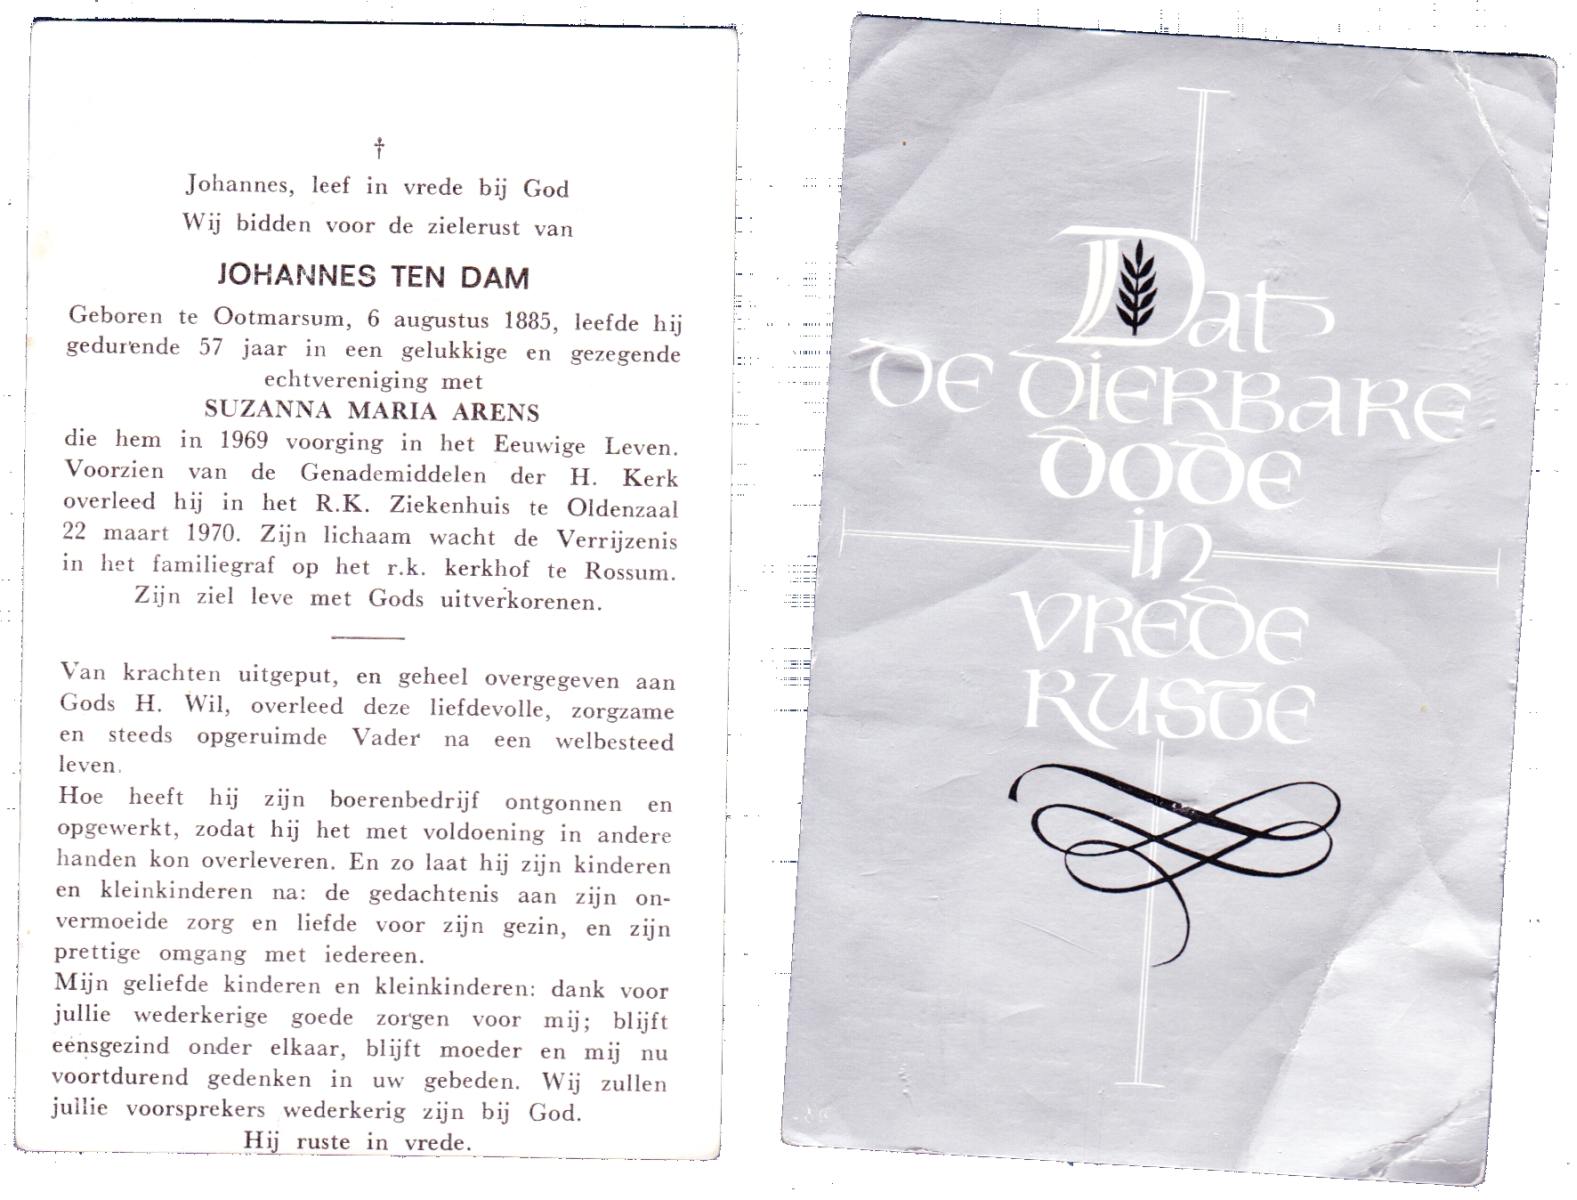 †
Johannes, leef in vrede bij God
Wij bidden voor de zielerust van
JOHANNES TEN DAM
Geboren te Ootmarsum, 6 augustus 1885, leefde hij
gedurende 57 jaar in een gelukkige en gezegende
echtvereniging met
SUZANNA MARIA ARENS
die hem in 1969 voorging in het Eeuwige Leven.
Voorzien van de Genademiddelen der H. Kerk
overleed hij in het R.K. Ziekenhuis te Oldenzaal
22 maart 1970. Zijn lichaam wacht de Verrijzenis
in het familiegraf op het r.k. kerkhof te Rossum.
Zijn ziel leve met Gods uitverkorenen.
Van krachten uitgeput, en geheel overgegeven aan
Gods H. Wil, overleed deze liefdevolle, zorgzame
en steeds opgeruimde Vader na een welbesteed
leven.
Hoe heeft hij zijn boerenbedrijf ontgonnen en
opgewerkt, zodat hij het met voldoening in andere
handen kon overleveren. En zo laat hij zijn kinderen
en kleinkinderen na: de gedachtenis aan zijn on-
vermoeide zorg en liefde voor zijn gezin, en zijn
prettige omgang met iedereen.
Mijn geliefde kinderen en kleinkinderen: dank voor
jullie wederkerige goede zorgen voor mij; blijft
eensgezind onder elkaar, blijft moeder en mij nu
voortdurend gedenken in uw gebeden. Wij zullen
jullie voorsprekers wederkerig zijn bij God.
Hij ruste in vrede.
Dat
DE DIERBARE
DODE
in
VREDE
RUSTE